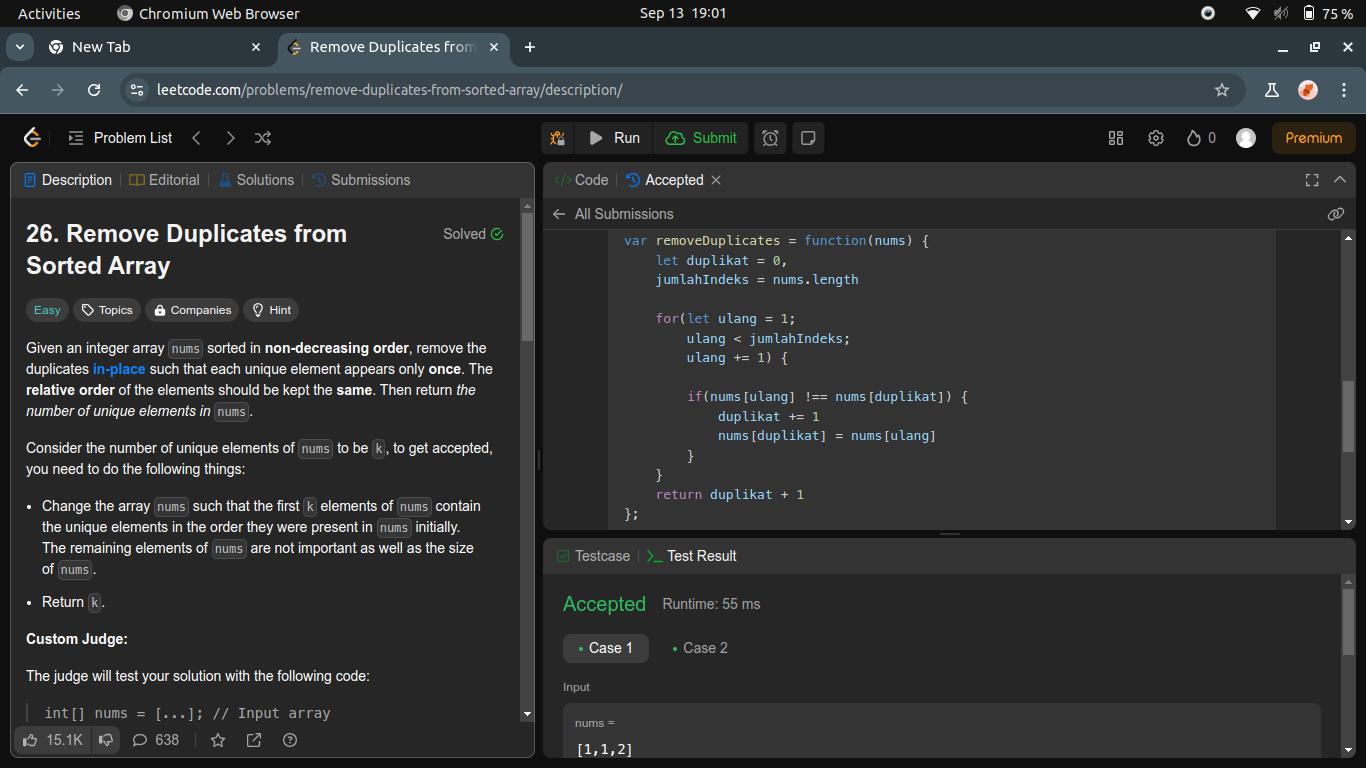 Activities
Chromium Web Browser
Sep 13 19:01
75 %
New Tab
Remove Duplicates from
leetcode.com/problems/remove-duplicates-from-sorted-array/description/
Problem List
Run
Submit
0
Premium
Description
Editorial
Solutions
Submissions
26. Remove Duplicates from
Sorted Array
Solved
Easy
Topics
Companies
Hint
Given an integer array nums sorted in non-decreasing order, remove the
duplicates in-place such that each unique element appears only once. The
relative order of the elements should be kept the same. Then return the
number of unique elements in nums.
Consider the number of unique elements of nums to be k, to get accepted,
you need to do the following things:
• Change the array nums such that the first k elements of nums contain
the unique elements in the order they were present in nums initially.
The remaining elements of nums are not important as well as the size
of nums.
• Return k.
Custom Judge:
The judge will test your solution with the following code:
int[] nums = [...]; // Input array
15.1K
638
</> Code
Accepted
All Submissions
var removeDuplicates = function(nums) {
    let duplikat = 0,
    jumlahIndeks = nums.length
    for(let ulang = 1;
        ulang < jumlahIndeks;
        ulang += 1) {
        if(nums[ulang] !== nums[duplikat]) {
            duplikat += 1
            nums[duplikat] = nums[ulang]
        }
    }
    return duplikat + 1
};
Testcase
>_ Test Result
Accepted
Runtime: 55 ms
• Case 1
• Case 2
Input
nums =
[1,1,2]